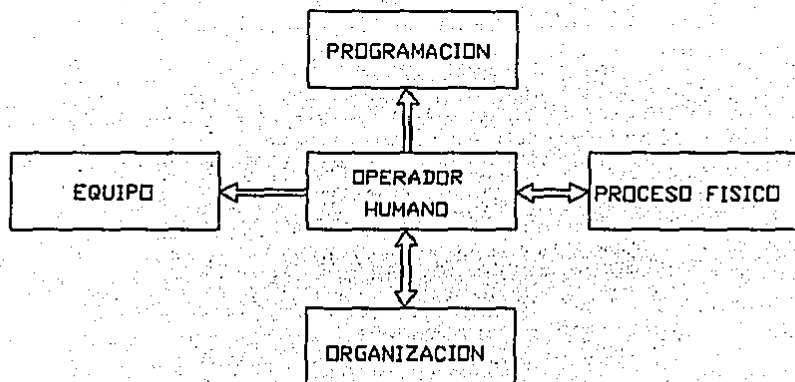 PROGRAMACION
EQUIPO
OPERADOR
HUMANO
PROCESO FISICO
ORGANIZACION